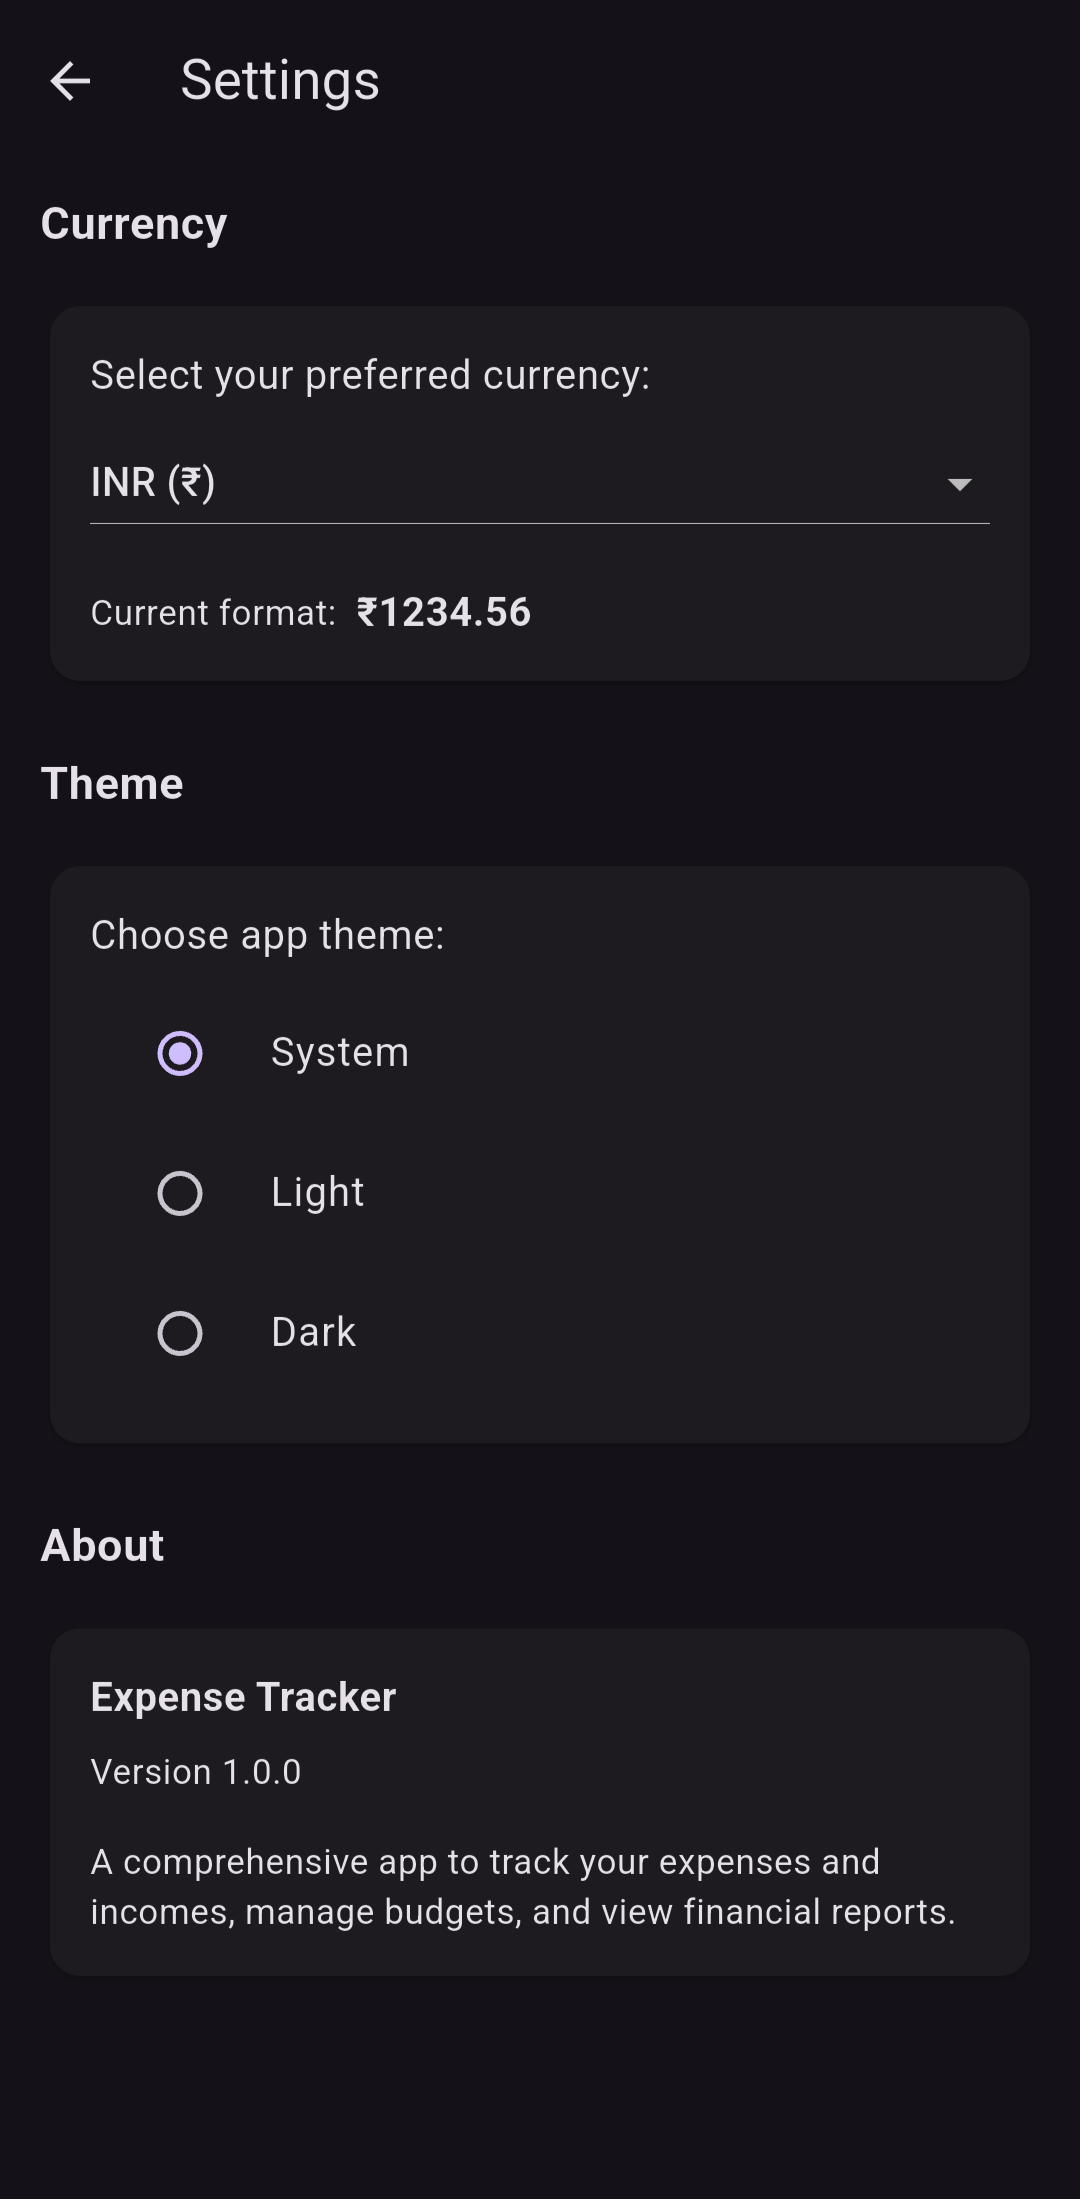 Settings
Currency
Select your preferred currency:
INR (₹)
Current format: ₹1234.56
Theme
Choose app theme:
System
Light
Dark
About
Expense Tracker
Version 1.0.0
A comprehensive app to track your expenses and
incomes, manage budgets, and view financial reports.